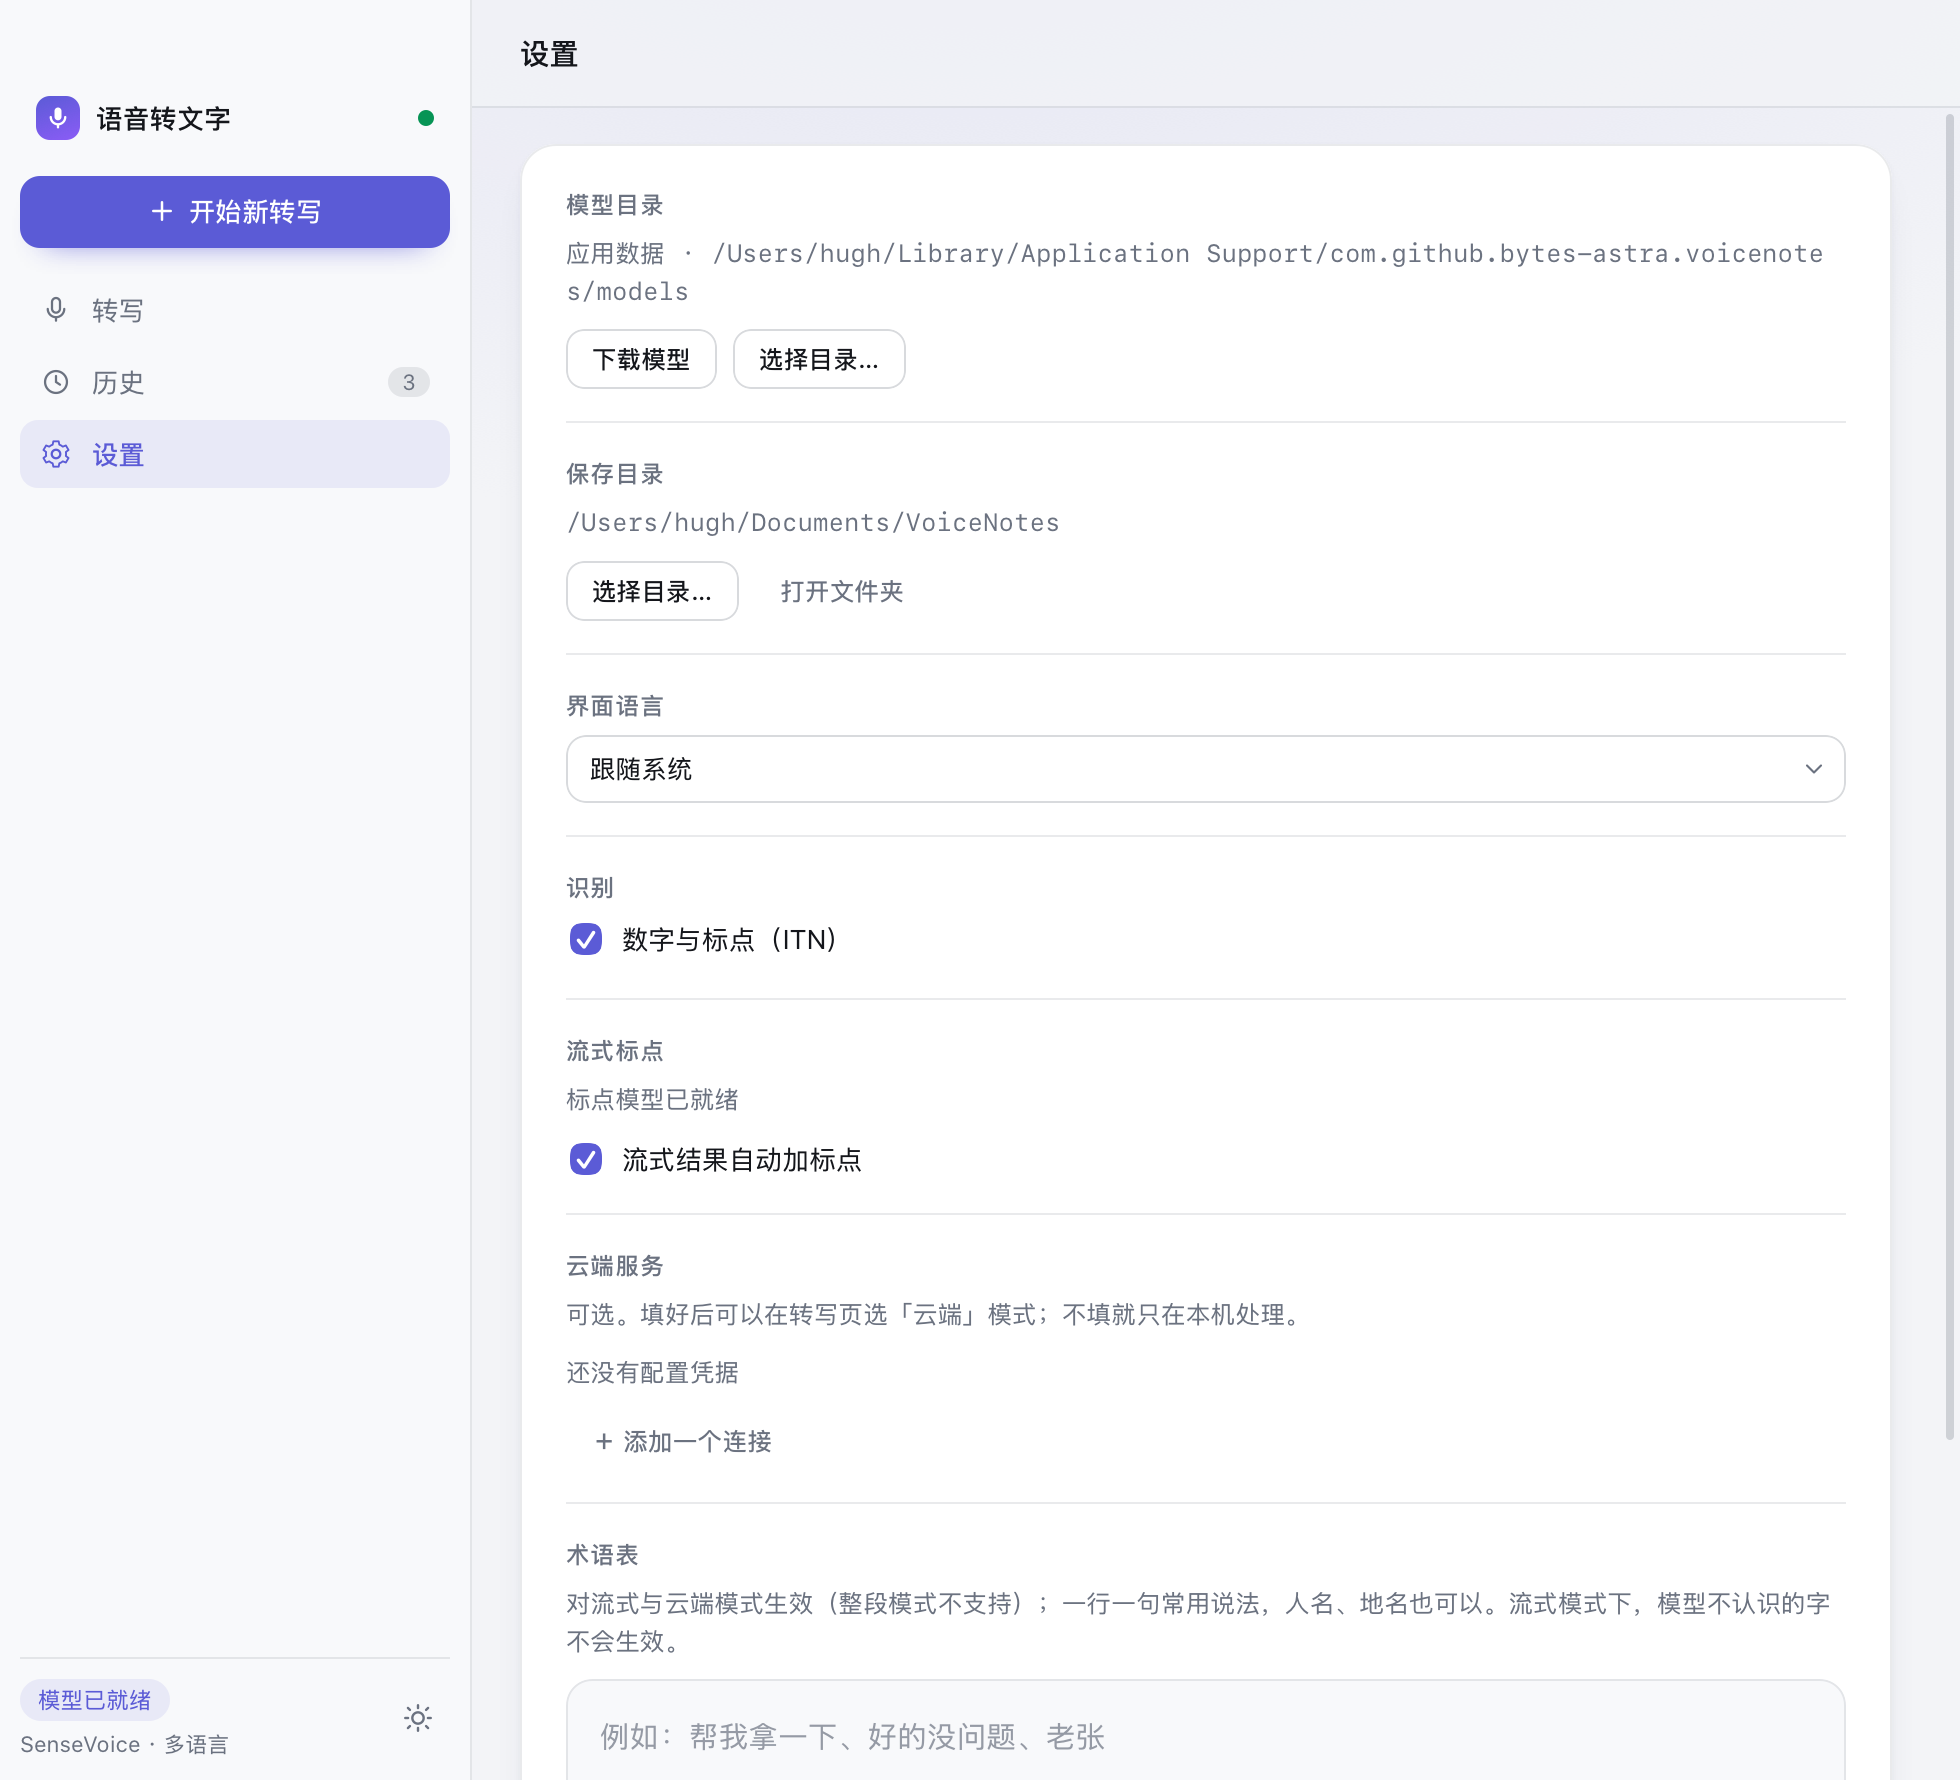 语音转文字
开始新转写
转写
历史
3
设置
模型已就绪
SenseVoice · 多语言
设置
模型目录
应用数据 · /Users/hugh/Library/Application Support/com.github.bytes-astra.voicenote
s/models
下载模型
选择目录...
保存目录
/Users/hugh/Documents/VoiceNotes
选择目录...
打开文件夹
界面语言
跟随系统
识别
数字与标点（ITN）
流式标点
标点模型已就绪
流式结果自动加标点
云端服务
可选。填好后可以在转写页选「云端」模式；不填就只在本机处理。
还没有配置凭据
+ 添加一个连接
术语表
对流式与云端模式生效（整段模式不支持）；一行一句常用说法，人名、地名也可以。流式模式下，模型不认识的字
不会生效。
例如：帮我拿一下、好的没问题、老张